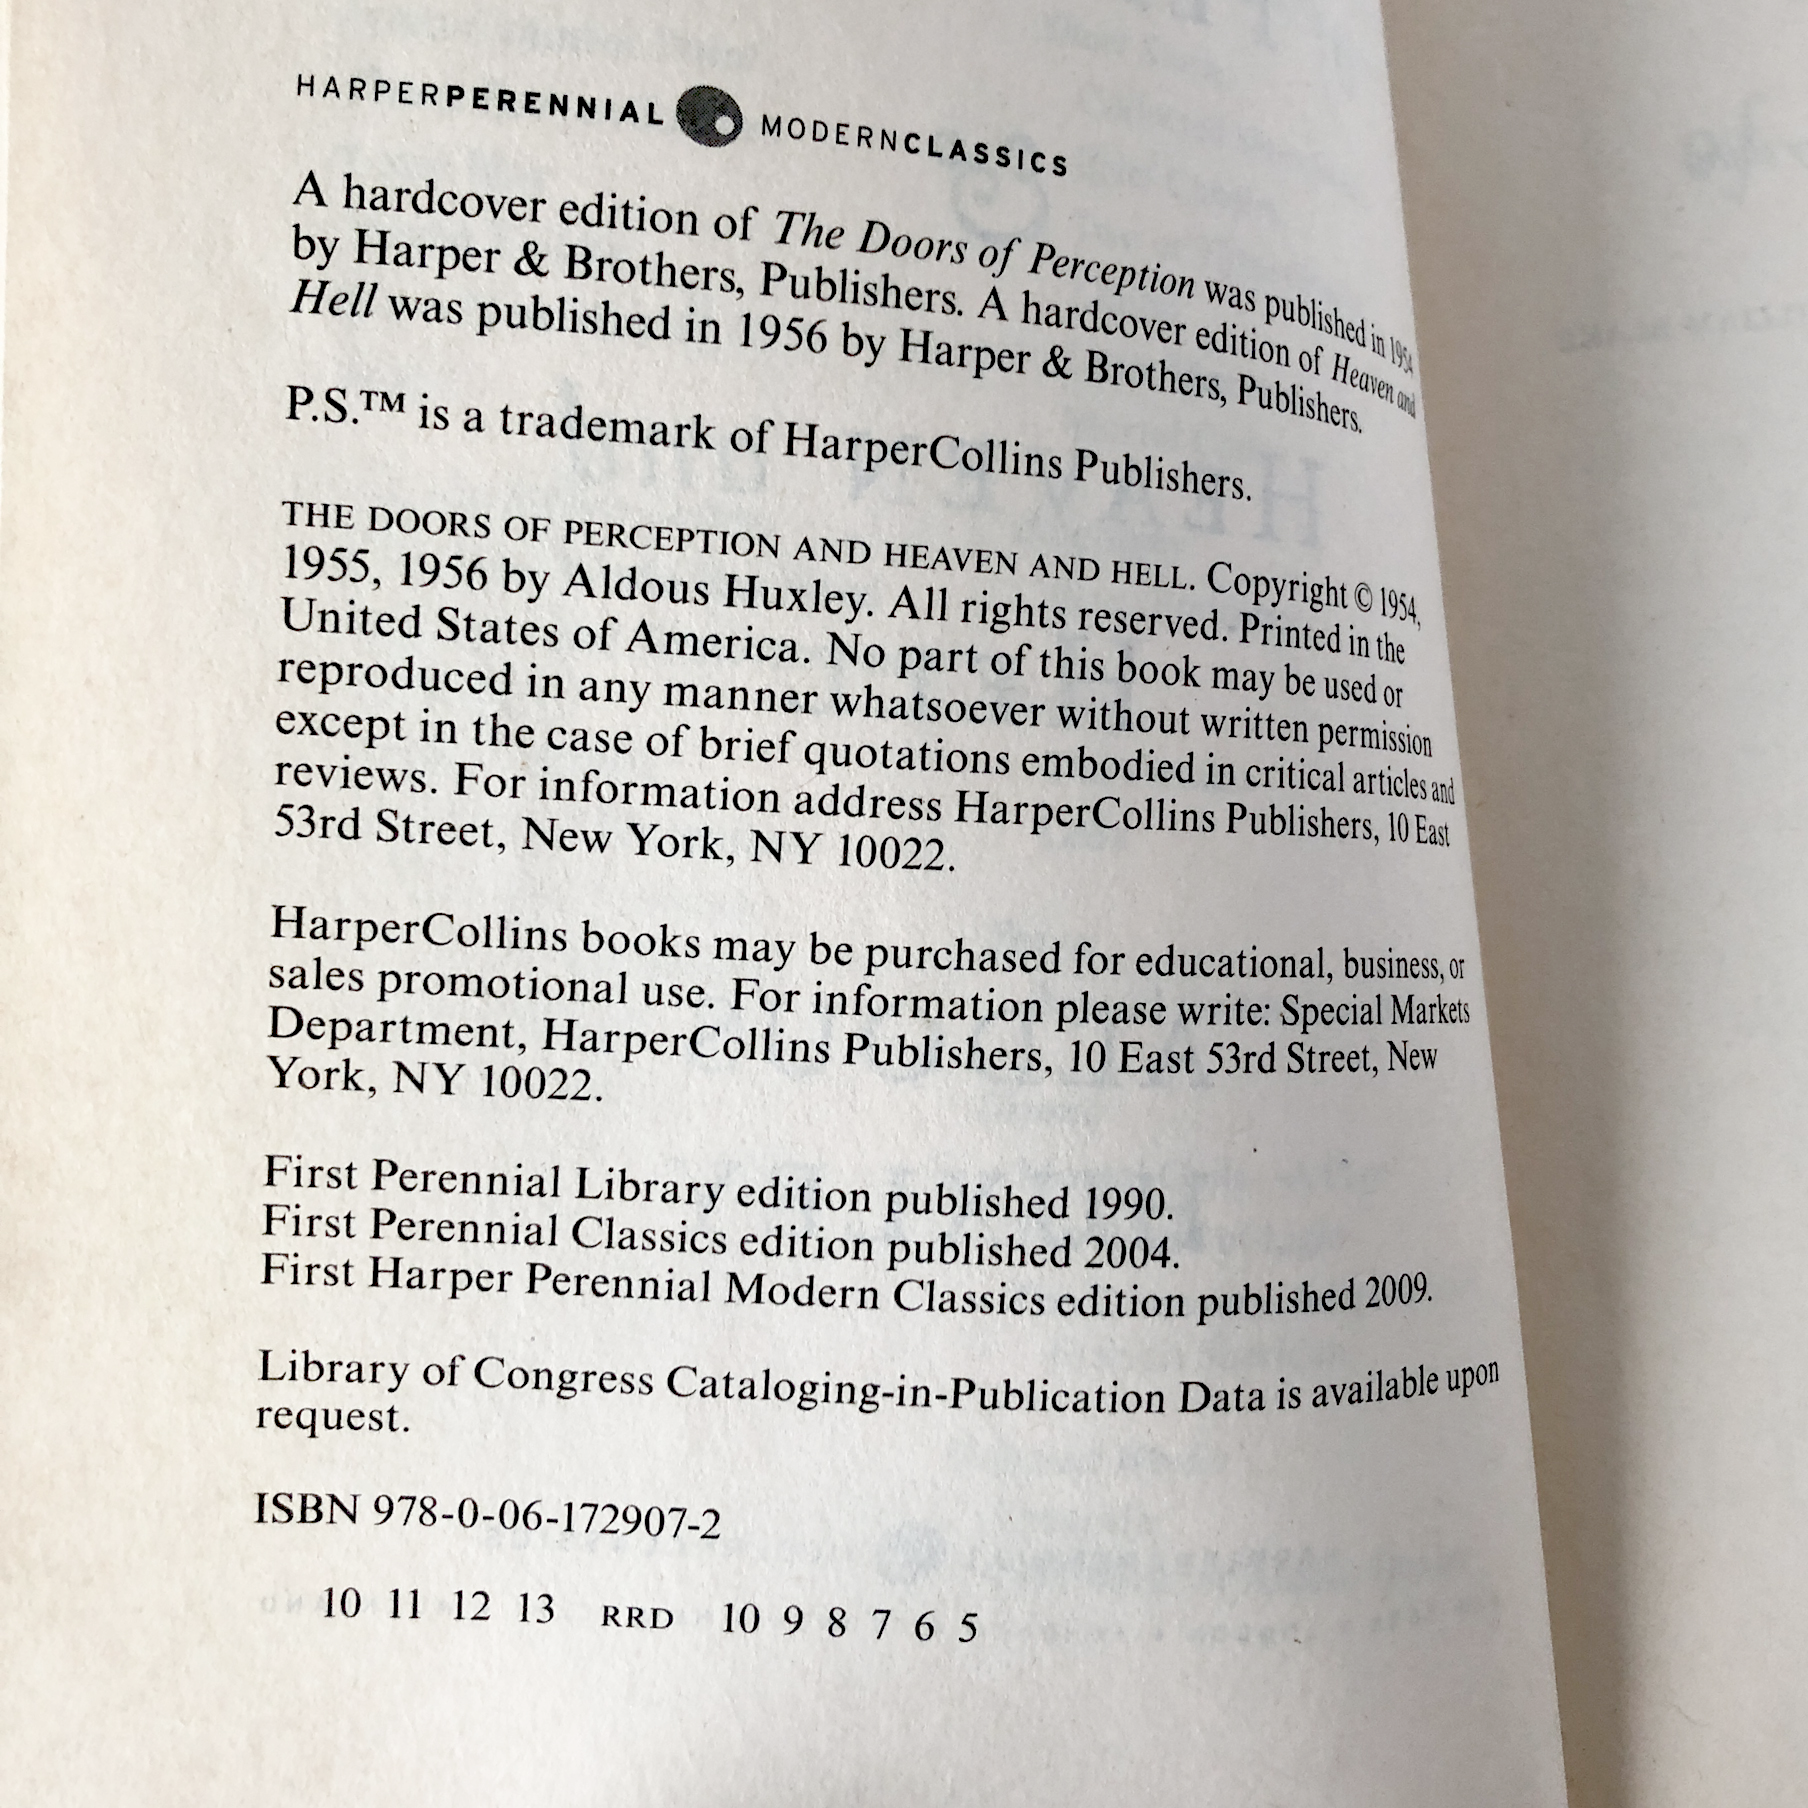 HARPERPERENNIAL MODERNCLASSICS
A hardcover edition of The Doors of Perception was published in 1954
by Harper & Brothers, Publishers. A hardcover edition of Heaven and
Hell was published in 1956 by Harper & Brothers, Publishers.
P.S.™ is a trademark of HarperCollins Publishers.
THE DOORS OF PERCEPTION AND HEAVEN AND HELL. Copyright © 1954,
1955, 1956 by Aldous Huxley. All rights reserved. Printed in the
United States of America. No part of this book may be used or
reproduced in any manner whatsoever without written permission
except in the case of brief quotations embodied in critical articles and
reviews. For information address HarperCollins Publishers, 10 East
53rd Street, New York, NY 10022.
HarperCollins books may be purchased for educational, business, or
sales promotional use. For information please write: Special Markets
Department, HarperCollins Publishers, 10 East 53rd Street, New
York, NY 10022.
First Perennial Library edition published 1990.
First Perennial Classics edition published 2004.
First Harper Perennial Modern Classics edition published 2009.
Library of Congress Cataloging-in-Publication Data is available upon
request.
ISBN 978-0-06-172907-2
10 11 12 13 RRD 10 9 8 7 6 5